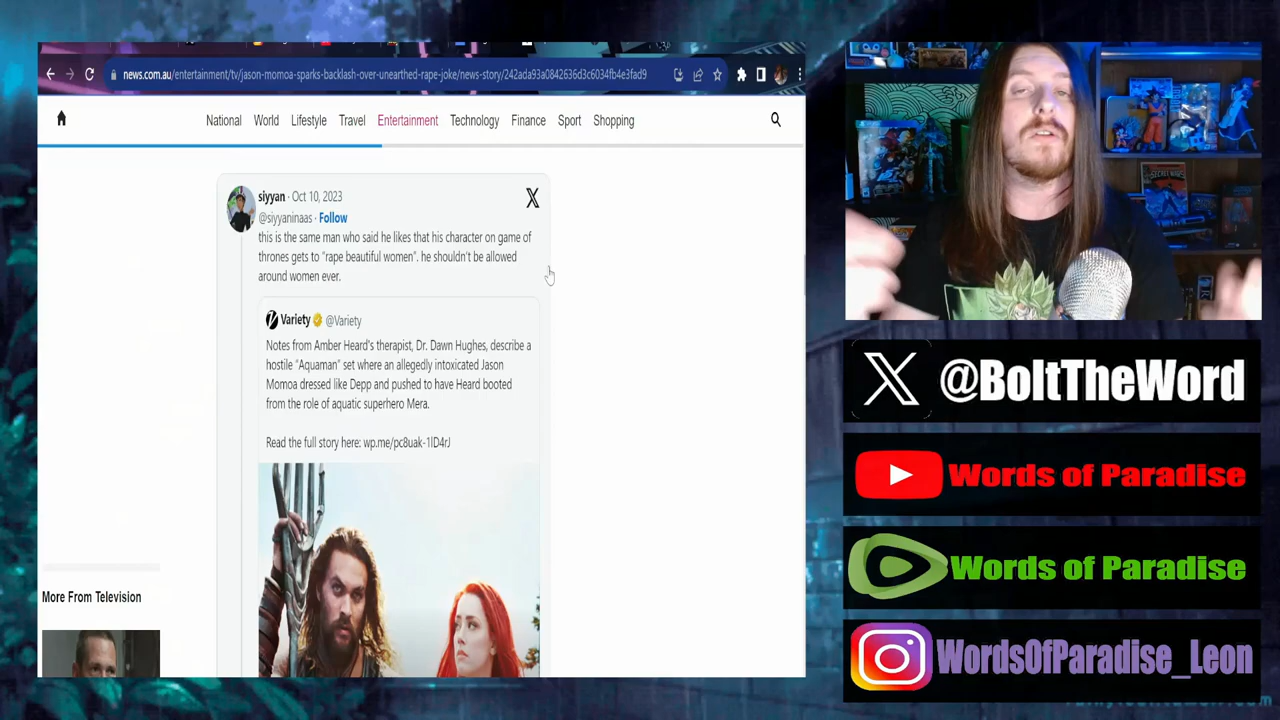 news.com.au/entertainment/tv/jason-momoa-sparks-backlash-over-unearthed-rape-joke/news-story/242ada93a0842636d3c6034fb4e3fad9
National World Lifestyle Travel Entertainment Technology Finance Sport Shopping
siyyan · Oct 10, 2023
@siyyaninaas · Follow
this is the same man who said he likes that his character on game of
thrones gets to “rape beautiful women”. he shouldn’t be allowed
around women ever.
Variety @Variety
Notes from Amber Heard’s therapist, Dr. Dawn Hughes, describe a
hostile “Aquaman” set where an allegedly intoxicated Jason
Momoa dressed like Depp and pushed to have Heard booted
from the role of aquatic superhero Mera.
Read the full story here: wp.me/pc8uak-1lD4rJ
More From Television
@BoltTheWord
Words of Paradise
Words of Paradise
WordsOfParadise_Leon